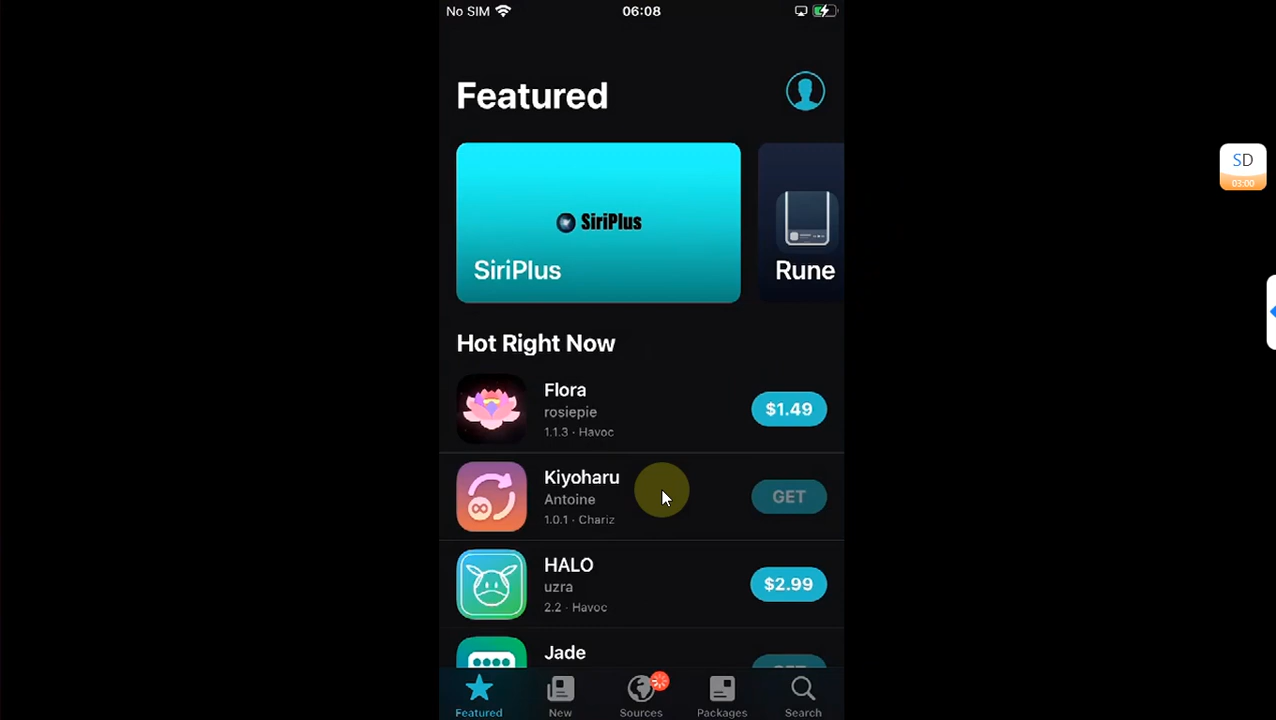 No SIM
06:08
Featured
SiriPlus
SiriPlus
Rune
SD
03:00
Hot Right Now
Flora
rosiepie
1.1.3 · Havoc
$1.49
Kiyoharu
Antoine
1.0.1 · Chariz
GET
HALO
uzra
2.2 · Havoc
$2.99
Jade
Featured
New
Sources
Packages
Search